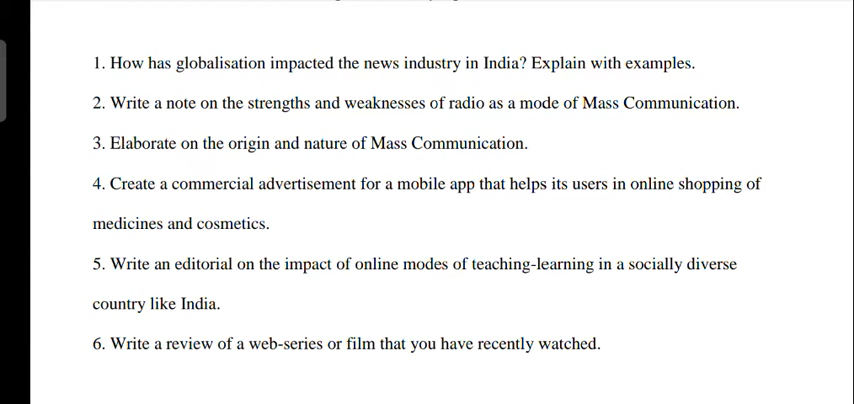 1. How has globalisation impacted the news industry in India? Explain with examples.
2. Write a note on the strengths and weaknesses of radio as a mode of Mass Communication.
3. Elaborate on the origin and nature of Mass Communication.
4. Create a commercial advertisement for a mobile app that helps its users in online shopping of
medicines and cosmetics.
5. Write an editorial on the impact of online modes of teaching-learning in a socially diverse
country like India.
6. Write a review of a web-series or film that you have recently watched.